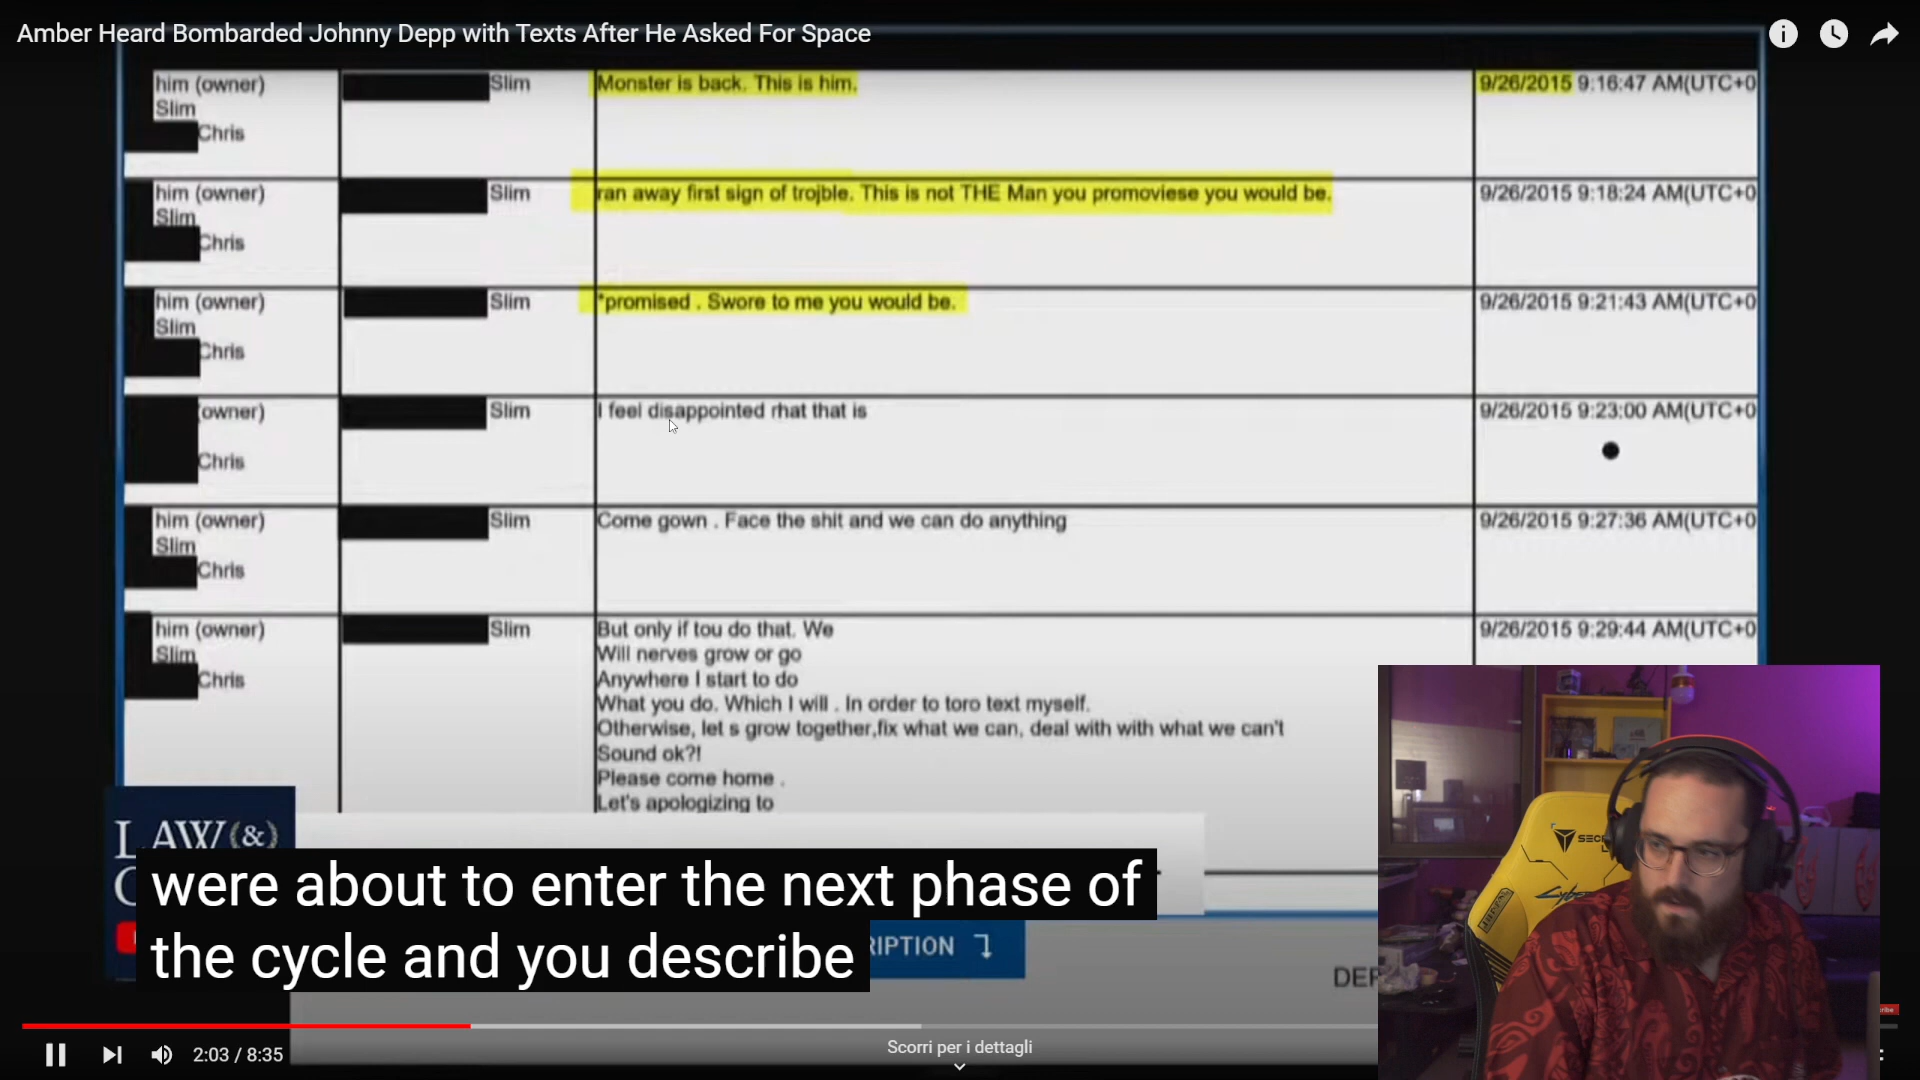 Amber Heard Bombarded Johnny Depp with Texts After He Asked For Space
him (owner)
Slim
Chris
Slim
Monster is back. This is him.
9/26/2015 9:16:47 AM(UTC+0
him (owner)
Slim
Chris
Slim
ran away first sign of trojble. This is not THE Man you promoviese you would be.
9/26/2015 9:18:24 AM(UTC+0
him (owner)
Slim
Chris
Slim
*promised . Swore to me you would be.
9/26/2015 9:21:43 AM(UTC+0
(owner)
Chris
Slim
I feel disappointed rhat that is
9/26/2015 9:23:00 AM(UTC+0
him (owner)
Slim
Chris
Slim
Come gown . Face the shit and we can do anything
9/26/2015 9:27:36 AM(UTC+0
him (owner)
Slim
Chris
Slim
But only if tou do that. We
Will nerves grow or go
Anywhere I start to do
What you do. Which I will . In order to toro text myself.
Otherwise, let s grow together,fix what we can, deal with with what we can't
Sound ok?!
Please come home .
Let's apologizing to
9/26/2015 9:29:44 AM(UTC+0
LAW(&)
were about to enter the next phase of
the cycle and you describe
RIPTION
DEF
2:03 / 8:35
Scorri per i dettagli